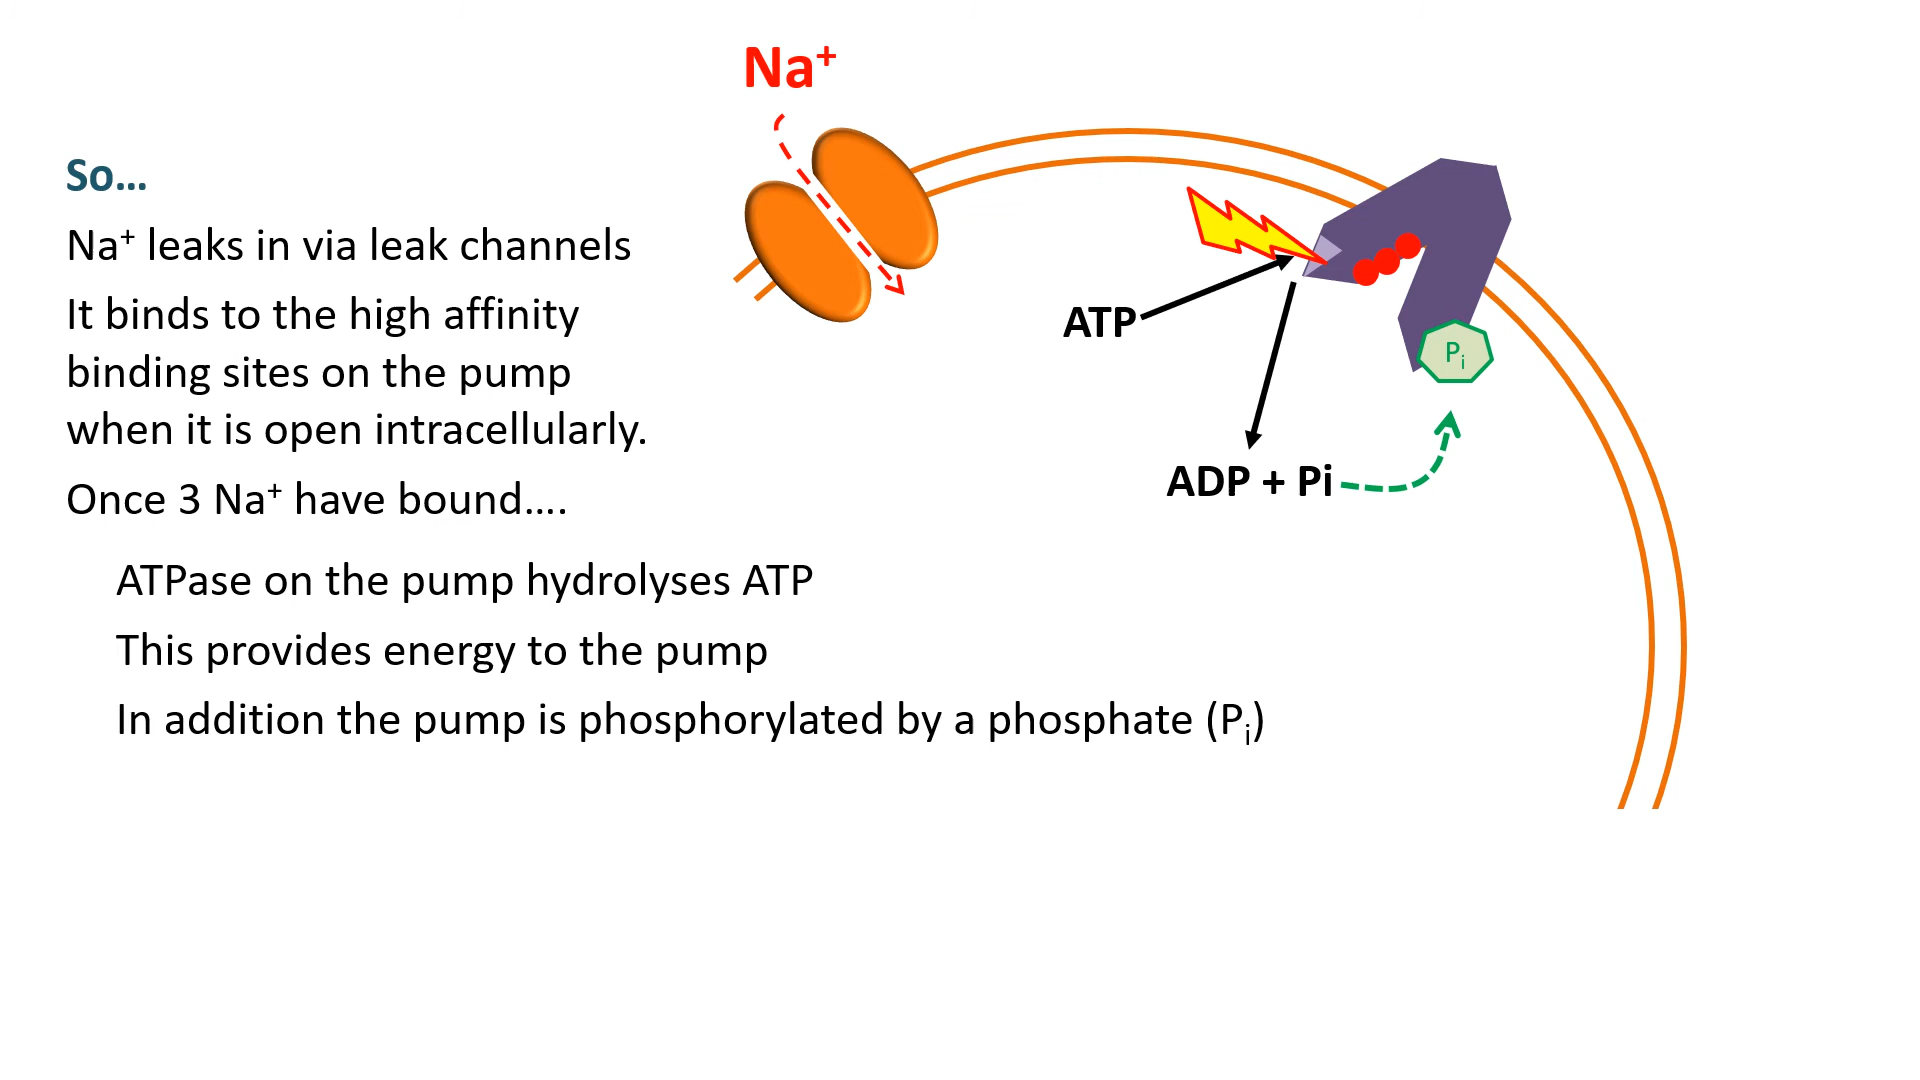 Na⁺
So...
Na⁺ leaks in via leak channels
It binds to the high affinity
binding sites on the pump
when it is open intracellularly.
Once 3 Na⁺ have bound....
ATP
Pᵢ
ADP + Pi
ATPase on the pump hydrolyses ATP
This provides energy to the pump
In addition the pump is phosphorylated by a phosphate (Pᵢ)